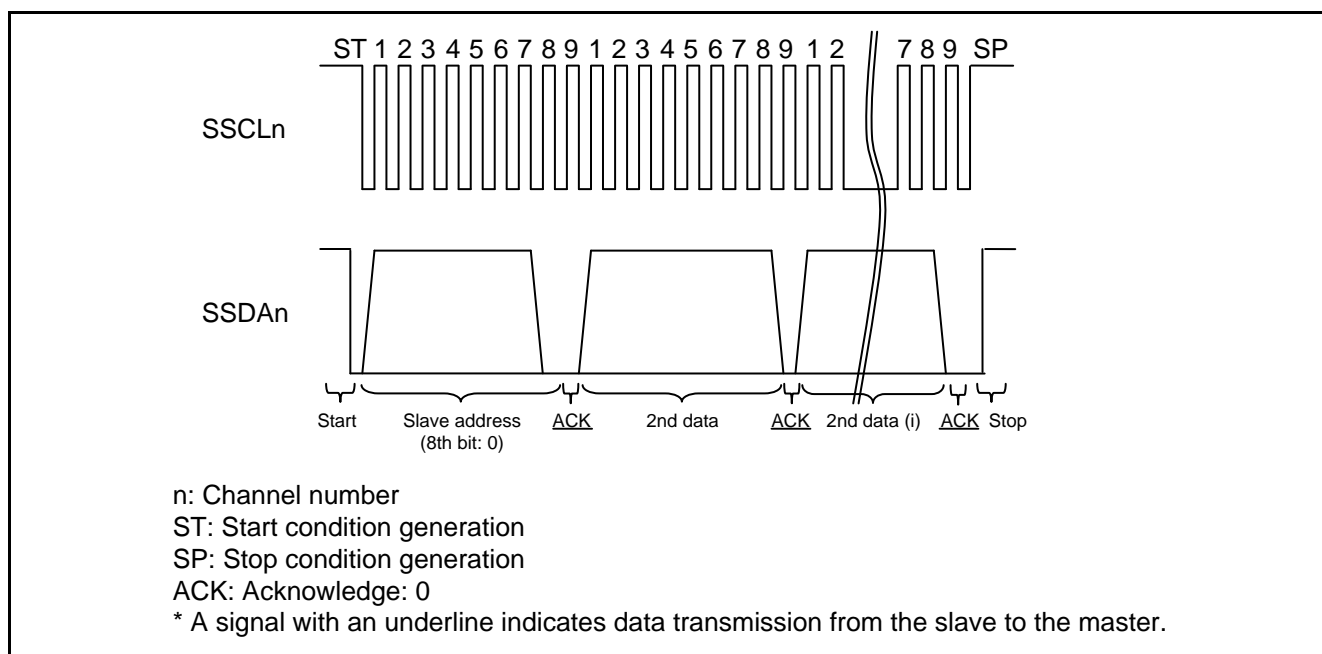 ST 1 2 3 4 5 6 7 8 9 1 2 3 4 5 6 7 8 9 1 2 7 8 9 SP
SSCLn
SSDAn
Start Slave address ACK 2nd data ACK 2nd data (i) ACK Stop
(8th bit: 0)
n: Channel number
ST: Start condition generation
SP: Stop condition generation
ACK: Acknowledge: 0
* A signal with an underline indicates data transmission from the slave to the master.